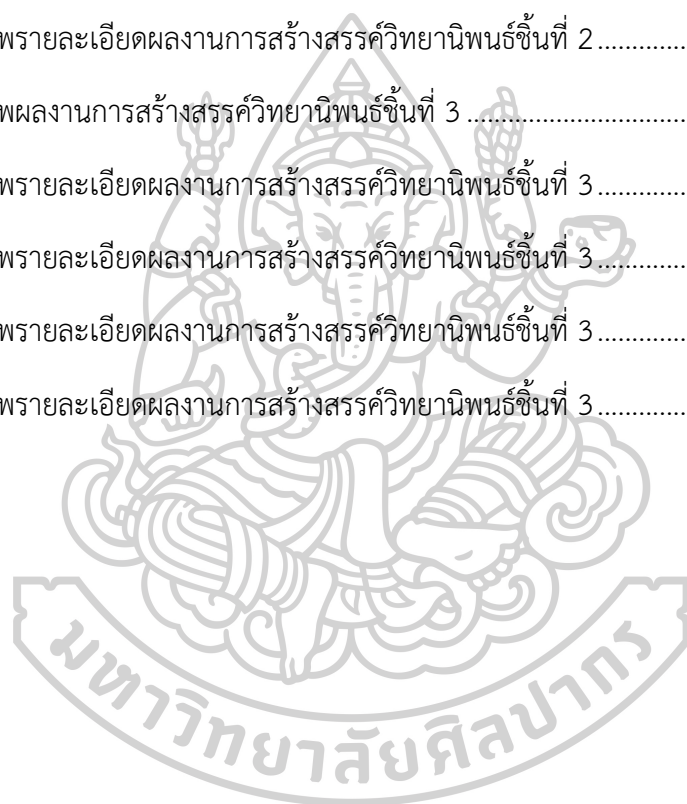 พรายละเอียดผลงานการสร้างสรรค์วิทยานิพนธ์ชิ้นที่ 2.............
พผลงานการสร้างสรรค์วิทยานิพนธ์ชิ้นที่ 3 ...............................
พรายละเอียดผลงานการสร้างสรรค์วิทยานิพนธ์ชิ้นที่ 3.............
พรายละเอียดผลงานการสร้างสรรค์วิทยานิพนธ์ชิ้นที่ 3.............
พรายละเอียดผลงานการสร้างสรรค์วิทยานิพนธ์ชิ้นที่ 3.............
พรายละเอียดผลงานการสร้างสรรค์วิทยานิพนธ์ชิ้นที่ 3.............
มหาวิทยาลัยศิลปากร